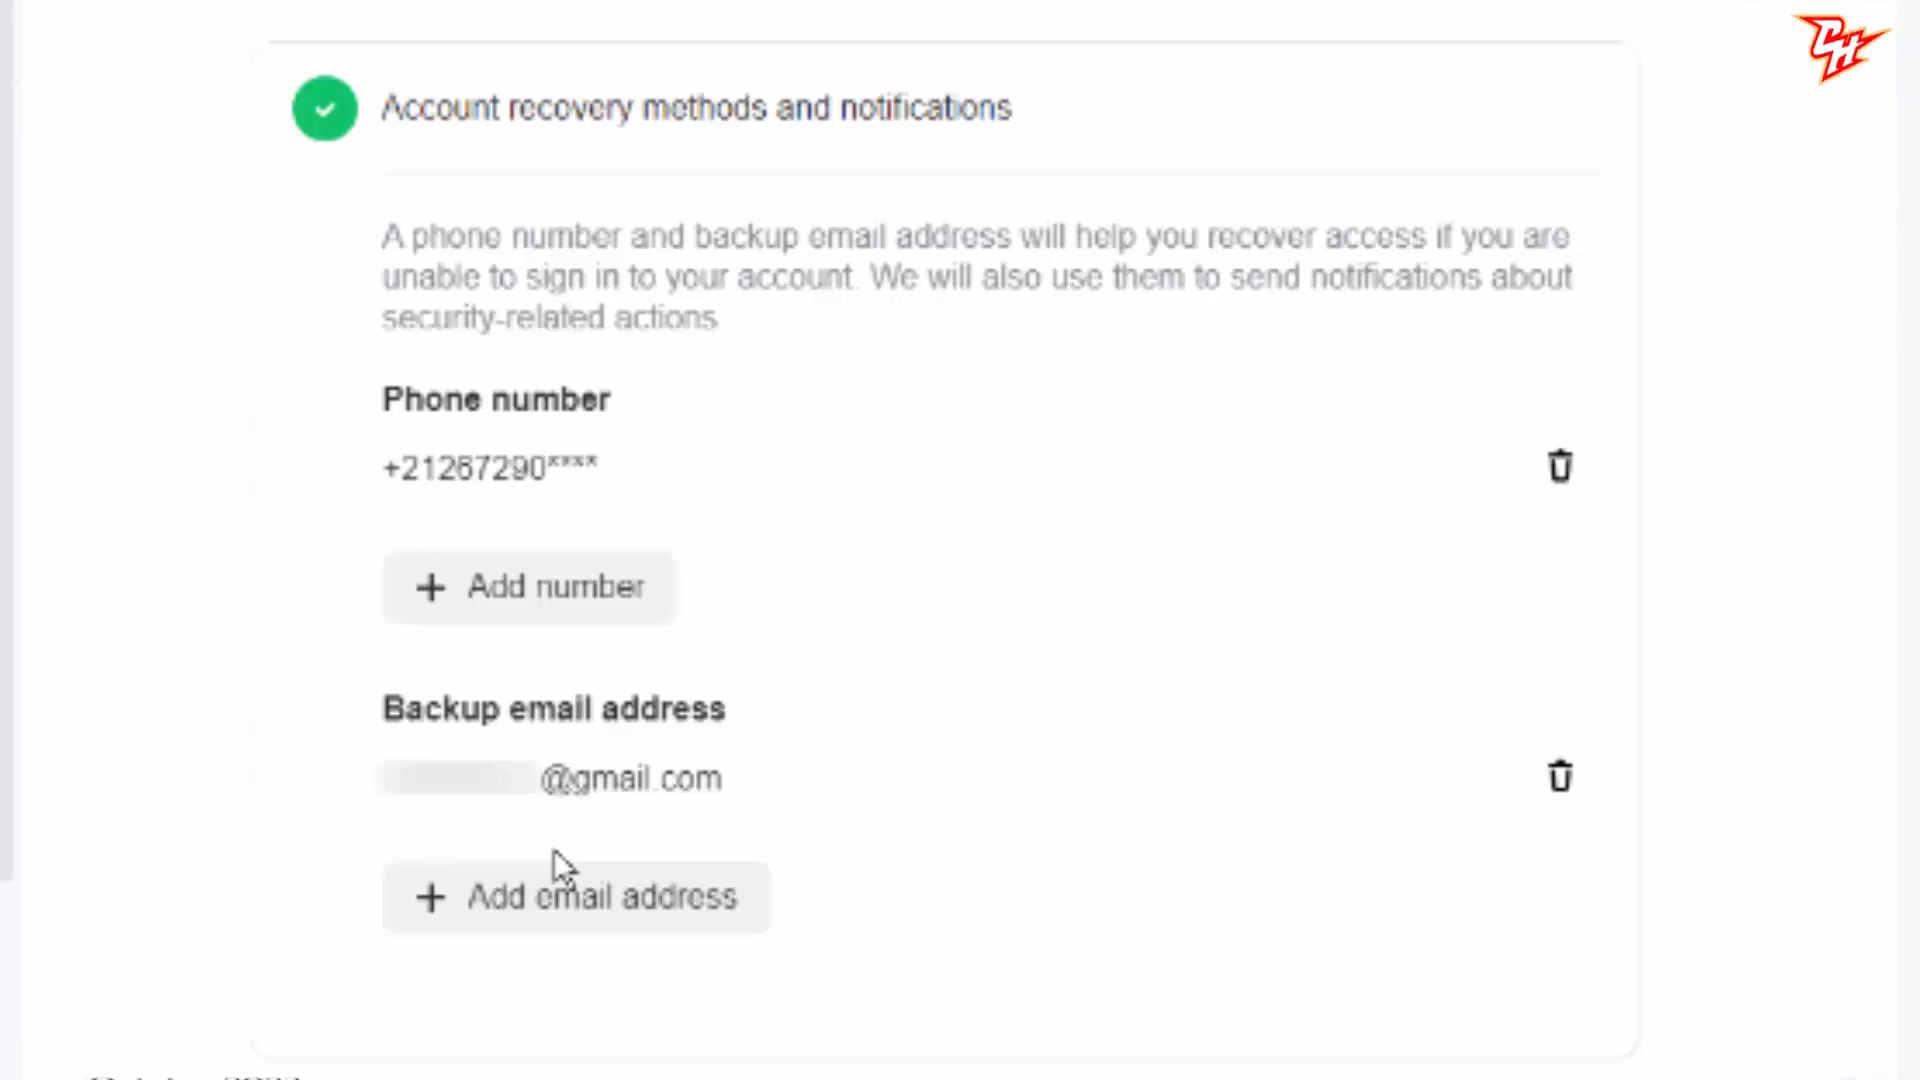 CH
Account recovery methods and notifications
A phone number and backup email address will help you recover access if you are
unable to sign in to your account. We will also use them to send notifications about
security-related actions
Phone number
+21267290****
+ Add number
Backup email address
@gmail.com
+ Add email address